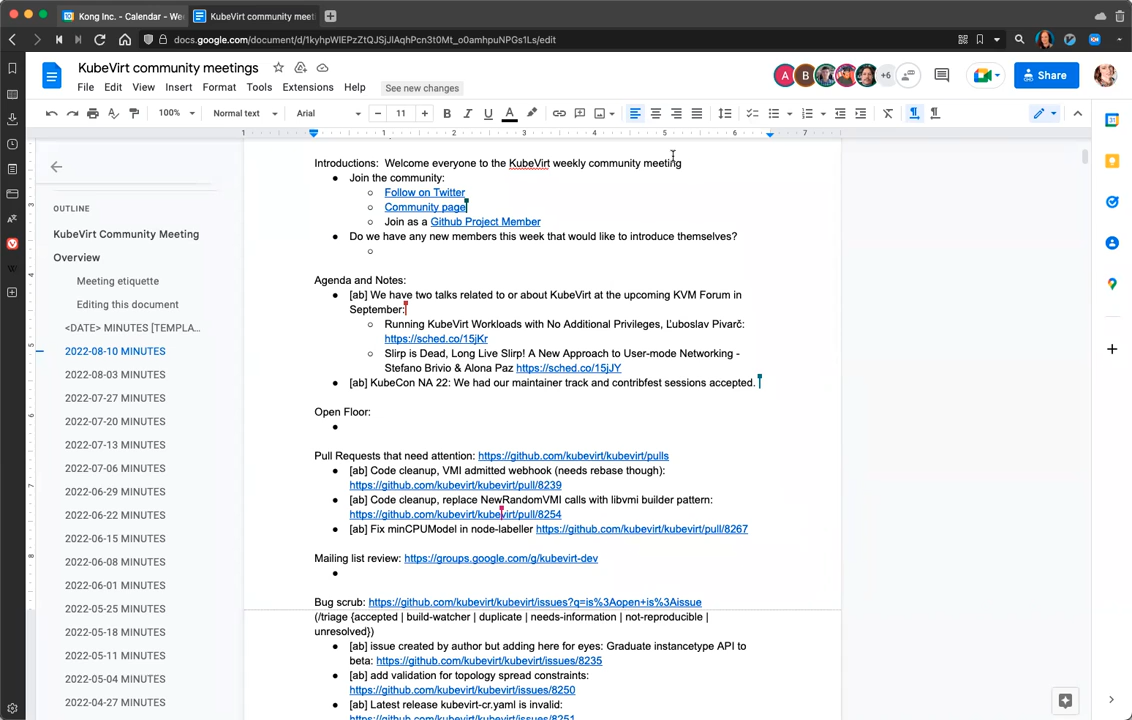 Kong Inc. - Calendar - We
KubeVirt community meet
docs.google.com/document/d/1kyhpWIEPzZtQJSjJlAqhPcn3t0Mt_o0amhpuNPGs1Ls/edit
KubeVirt community meetings
File Edit View Insert Format Tools Extensions Help See new changes
A B +6 Share
100% Normal text Arial 11 B I U A
1 1 2 3 4 5 6 7
Introductions: Welcome everyone to the KubeVirt weekly community meeting
● Join the community:
○ Follow on Twitter
○ Community page
○ Join as a Github Project Member
● Do we have any new members this week that would like to introduce themselves?
○
Agenda and Notes:
● [ab] We have two talks related to or about KubeVirt at the upcoming KVM Forum in
September:
○ Running KubeVirt Workloads with No Additional Privileges, Ľuboslav Pivarč:
https://sched.co/15jKr
○ Slirp is Dead, Long Live Slirp! A New Approach to User-mode Networking -
Stefano Brivio & Alona Paz https://sched.co/15jJY
● [ab] KubeCon NA 22: We had our maintainer track and contribfest sessions accepted.
Open Floor:
●
Pull Requests that need attention: https://github.com/kubevirt/kubevirt/pulls
● [ab] Code cleanup, VMI admitted webhook (needs rebase though):
https://github.com/kubevirt/kubevirt/pull/8239
● [ab] Code cleanup, replace NewRandomVMI calls with libvmi builder pattern:
https://github.com/kubevirt/kubevirt/pull/8254
● [ab] Fix minCPUModel in node-labeller https://github.com/kubevirt/kubevirt/pull/8267
Mailing list review: https://groups.google.com/g/kubevirt-dev
●
Bug scrub: https://github.com/kubevirt/kubevirt/issues?q=is%3Aopen+is%3Aissue
(/triage {accepted | build-watcher | duplicate | needs-information | not-reproducible |
unresolved})
● [ab] issue created by author but adding here for eyes: Graduate instancetype API to
beta: https://github.com/kubevirt/kubevirt/issues/8235
● [ab] add validation for topology spread constraints:
https://github.com/kubevirt/kubevirt/issues/8250
● [ab] Latest release kubevirt-cr.yaml is invalid:
https://github.com/kubevirt/kubevirt/issues/8251
OUTLINE
KubeVirt Community Meeting
Overview
Meeting etiquette
Editing this document
<DATE> MINUTES [TEMPLA...
2022-08-10 MINUTES
2022-08-03 MINUTES
2022-07-27 MINUTES
2022-07-20 MINUTES
2022-07-13 MINUTES
2022-07-06 MINUTES
2022-06-29 MINUTES
2022-06-22 MINUTES
2022-06-15 MINUTES
2022-06-08 MINUTES
2022-06-01 MINUTES
2022-05-25 MINUTES
2022-05-18 MINUTES
2022-05-11 MINUTES
2022-05-04 MINUTES
2022-04-27 MINUTES